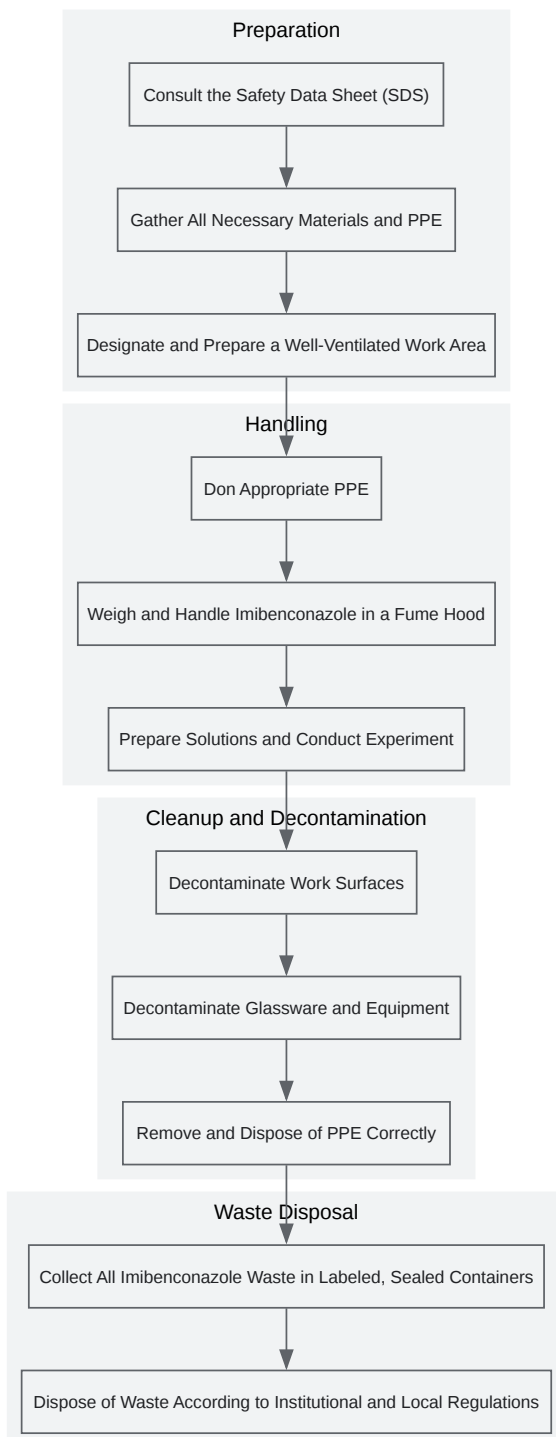 Preparation
Consult the Safety Data Sheet (SDS)
Gather All Necessary Materials and PPE
Designate and Prepare a Well-Ventilated Work Area
Handling
Don Appropriate PPE
Weigh and Handle Imibenconazole in a Fume Hood
Prepare Solutions and Conduct Experiment
Cleanup and Decontamination
Decontaminate Work Surfaces
Decontaminate Glassware and Equipment
Remove and Dispose of PPE Correctly
Waste Disposal
Collect All Imibenconazole Waste in Labeled, Sealed Containers
Dispose of Waste According to Institutional and Local Regulations